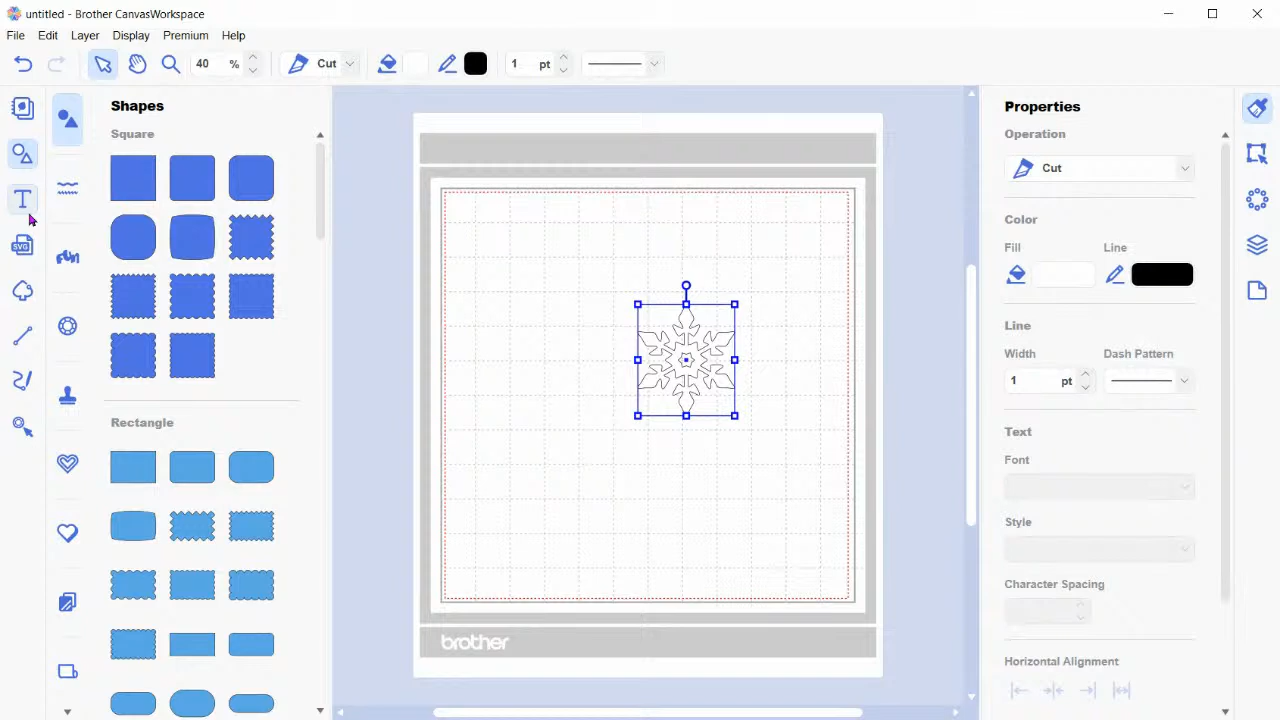 untitled - Brother CanvasWorkspace
File Edit Layer Display Premium Help
40 % Cut 1 pt
Shapes
Square
Rectangle
SVG
brother
Properties
Operation
Cut
Color
Fill Line
Line
Width Dash Pattern
1 pt
Text
Font
Style
Character Spacing
Horizontal Alignment